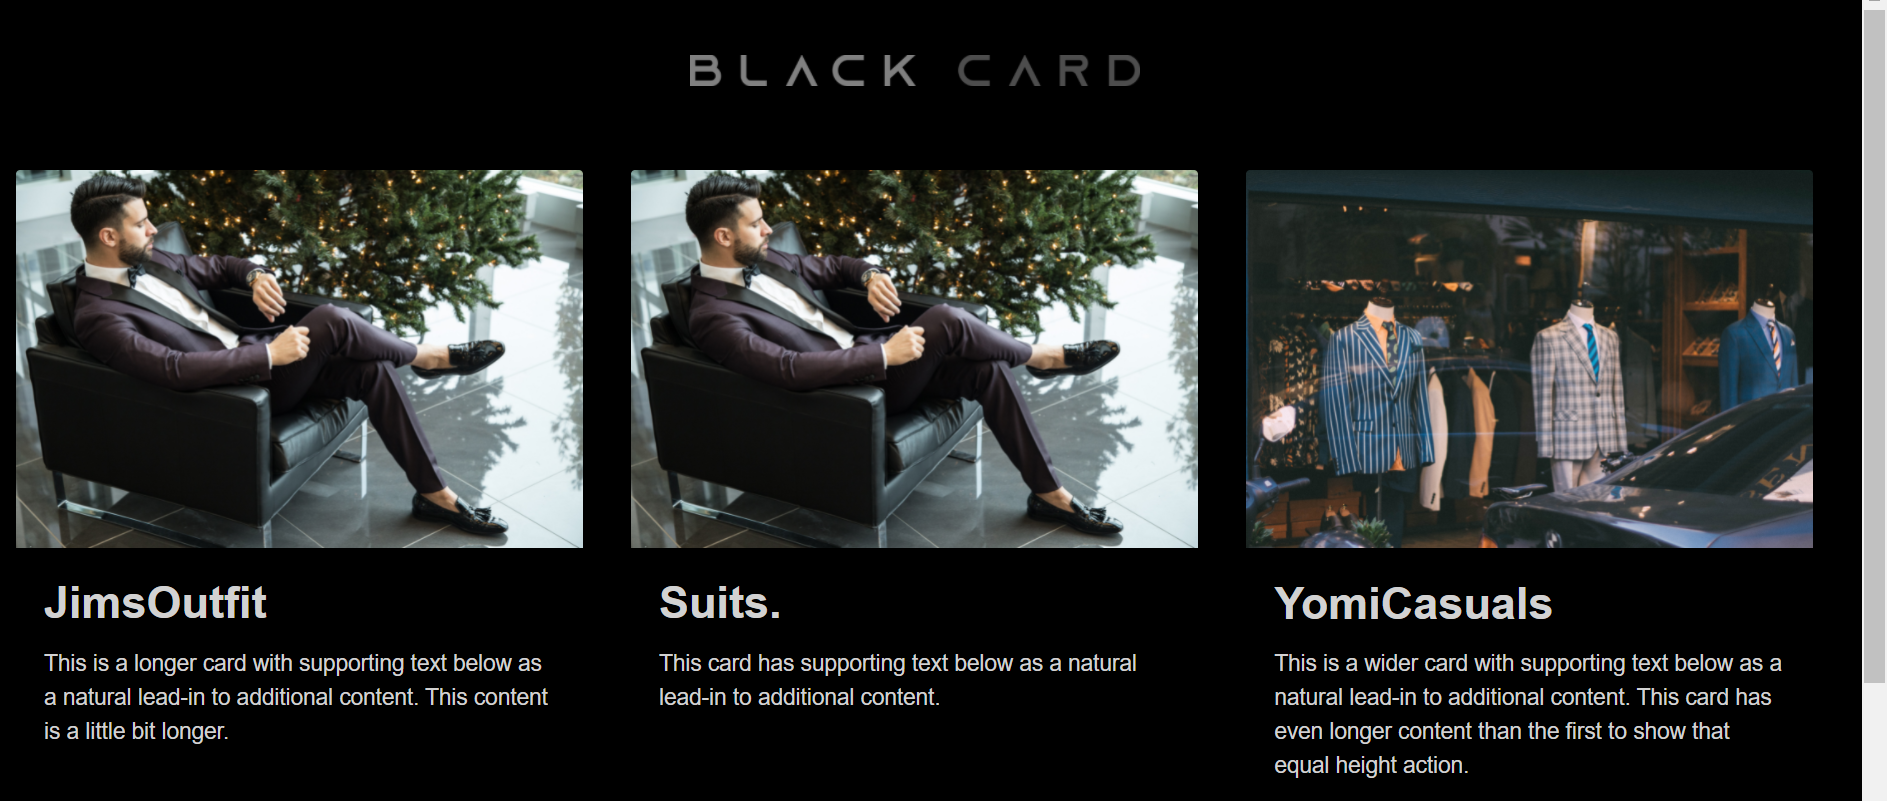 BLACK CARD
JimsOutfit
This is a longer card with supporting text below as
a natural lead-in to additional content. This content
is a little bit longer.
Suits.
This card has supporting text below as a natural
lead-in to additional content.
YomiCasuals
This is a wider card with supporting text below as a
natural lead-in to additional content. This card has
even longer content than the first to show that
equal height action.